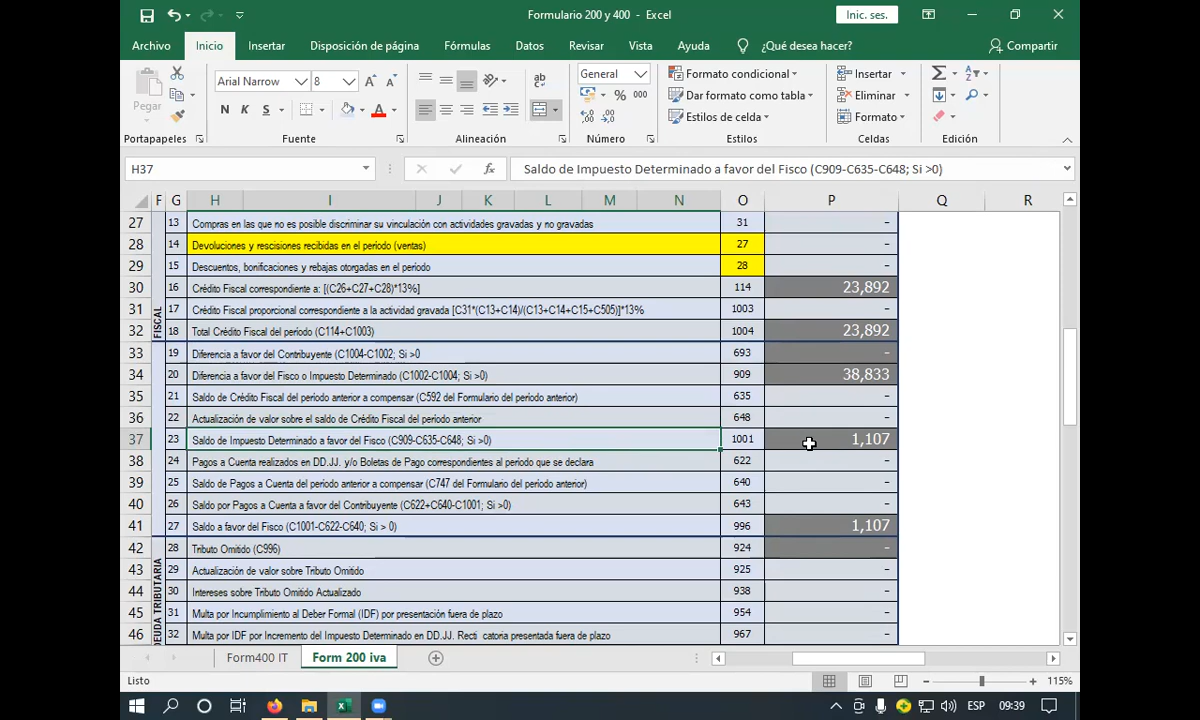 Formulario 200 y 400 - Excel
Inic. ses.
Archivo Inicio Insertar Disposición de página Fórmulas Datos Revisar Vista Ayuda ¿Qué desea hacer? Compartir
Pegar
Arial Narrow 8
N K S
General
% 000
Formato condicional
Dar formato como tabla
Estilos de celda
Insertar
Eliminar
Formato
Portapapeles Fuente Alineación Número Estilos Celdas Edición
H37 fx Saldo de Impuesto Determinado a favor del Fisco (C909-C635-C648; Si >0)
F G H I J K L M N O P Q R
27 13 Compras en las que no es posible discriminar su vinculación con actividades gravadas y no gravadas 31 -
28 14 Devoluciones y rescisiones recibidas en el período (ventas) 27 -
29 15 Descuentos, bonificaciones y rebajas otorgadas en el período 28 -
30 16 Crédito Fiscal correspondiente a: [(C26+C27+C28)*13%] 114 23,892
31 17 Crédito Fiscal proporcional correspondiente a la actividad gravada [C31*(C13+C14)/(C13+C14+C15+C505)]*13% 1003 -
32 18 Total Crédito Fiscal del período (C114+C1003) 1004 23,892
FISCAL
33 19 Diferencia a favor del Contribuyente (C1004-C1002; Si >0 693 -
34 20 Diferencia a favor del Fisco o Impuesto Determinado (C1002-C1004; Si >0) 909 38,833
35 21 Saldo de Crédito Fiscal del período anterior a compensar (C592 del Formulario del período anterior) 635 -
36 22 Actualización de valor sobre el saldo de Crédito Fiscal del período anterior 648 -
37 23 Saldo de Impuesto Determinado a favor del Fisco (C909-C635-C648; Si >0) 1001 1,107
38 24 Pagos a Cuenta realizados en DD.JJ. y/o Boletas de Pago correspondientes al período que se declara 622 -
39 25 Saldo de Pagos a Cuenta del período anterior a compensar (C747 del Formulario del período anterior) 640 -
40 26 Saldo por Pagos a Cuenta a favor del Contribuyente (C622+C640-C1001; Si >0) 643 -
41 27 Saldo a favor del Fisco (C1001-C622-C640; Si > 0) 996 1,107
42 28 Tributo Omitido (C996) 924 -
43 29 Actualización de valor sobre Tributo Omitido 925 -
44 30 Intereses sobre Tributo Omitido Actualizado 938 -
45 31 Multa por Incumplimiento al Deber Formal (IDF) por presentación fuera de plazo 954 -
46 32 Multa por IDF por Incremento del Impuesto Determinado en DD.JJ. Recti catoria presentada fuera de plazo 967 -
DEUDA TRIBUTARIA
Form400 IT Form 200 iva
Listo 115%
ESP 09:39